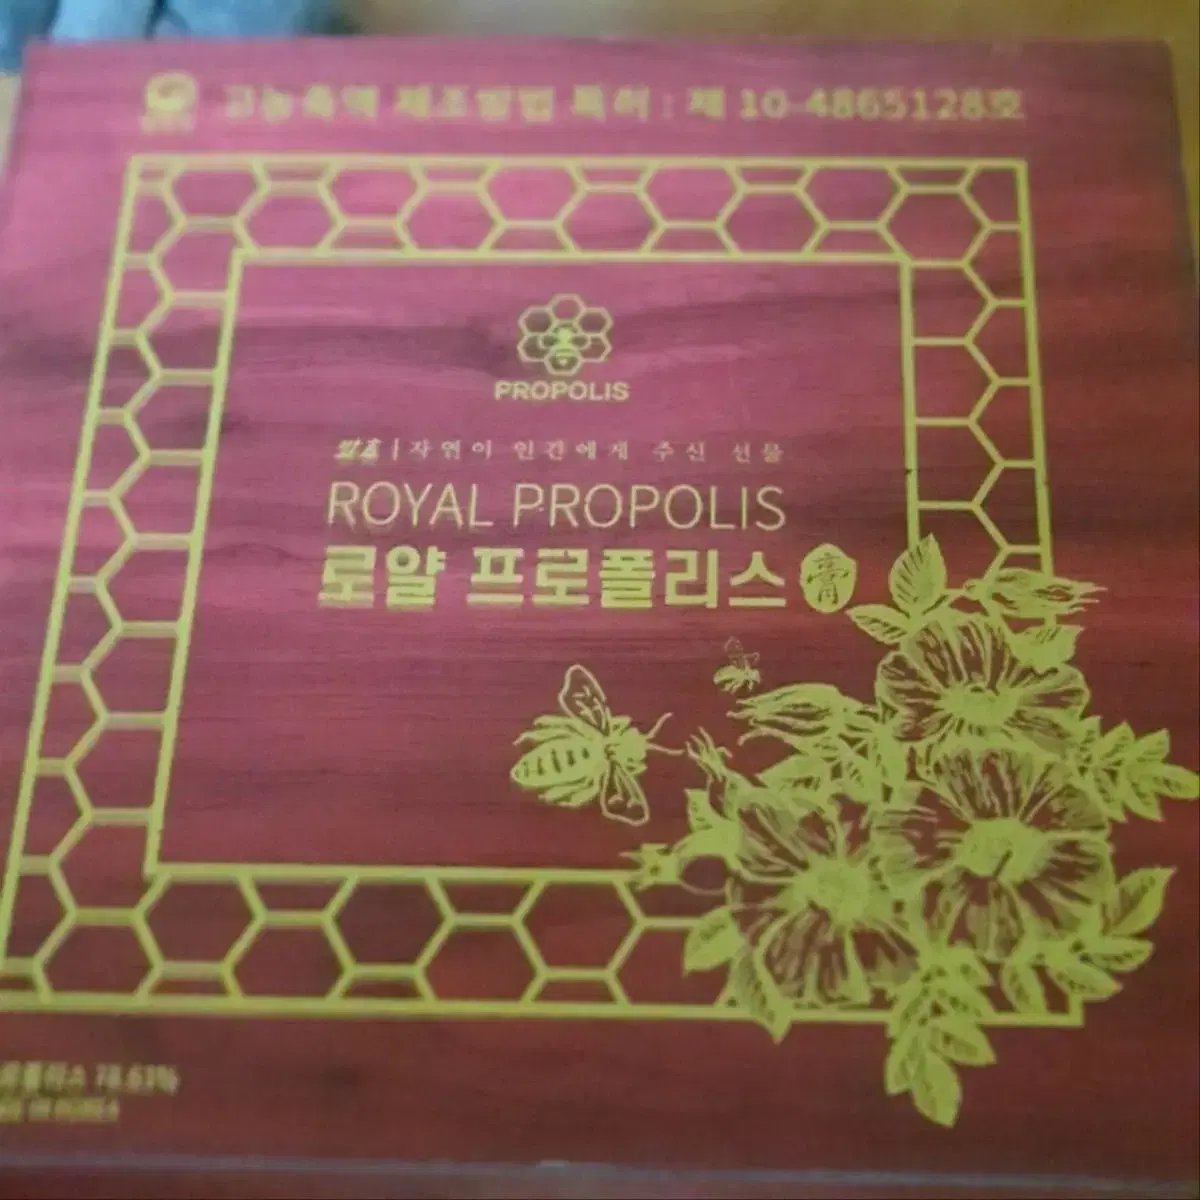 고농축액 제조방법 특허 : 제 10-4865128호
PROPOLIS
자연이 인간에게 주신 선물
ROYAL PROPOLIS
로얄 프로폴리스 膏